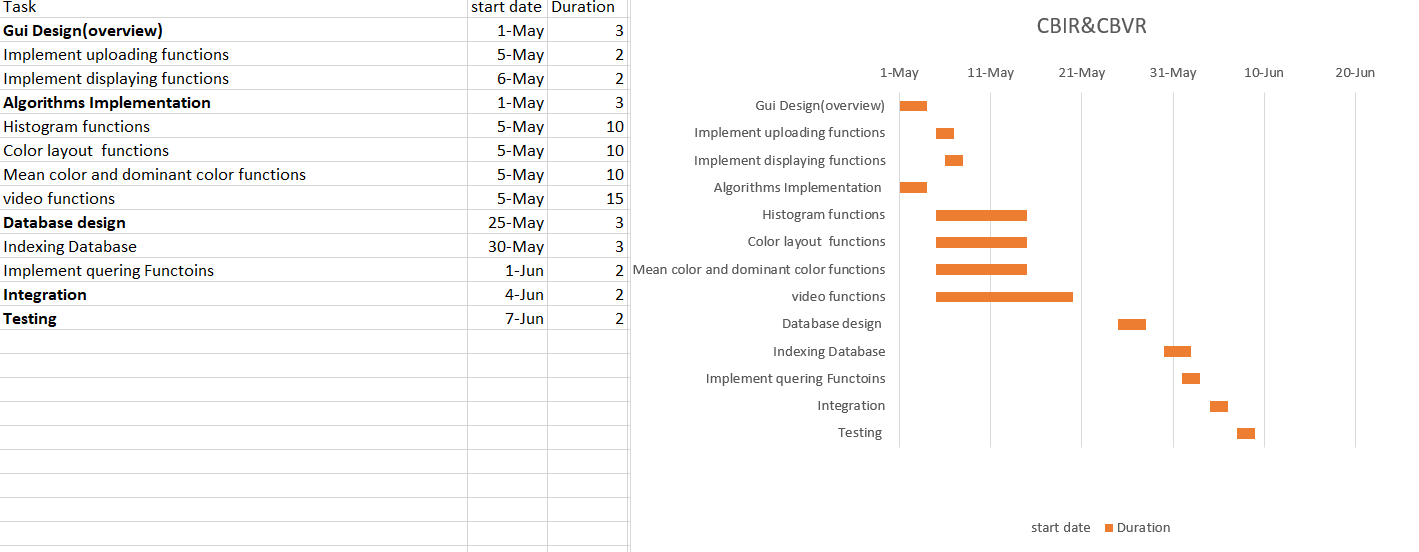 Task start date Duration
Gui Design(overview) 1-May 3
Implement uploading functions 5-May 2
Implement displaying functions 6-May 2
Algorithms Implementation 1-May 3
Histogram functions 5-May 10
Color layout  functions 5-May 10
Mean color and dominant color functions 5-May 10
video functions 5-May 15
Database design 25-May 3
Indexing Database 30-May 3
Implement quering Functoins 1-Jun 2
Integration 4-Jun 2
Testing 7-Jun 2
CBIR&CBVR
1-May 11-May 21-May 31-May 10-Jun 20-Jun
Gui Design(overview)
Implement uploading functions
Implement displaying functions
Algorithms Implementation
Histogram functions
Color layout  functions
Mean color and dominant color functions
video functions
Database design
Indexing Database
Implement quering Functoins
Integration
Testing
start date Duration